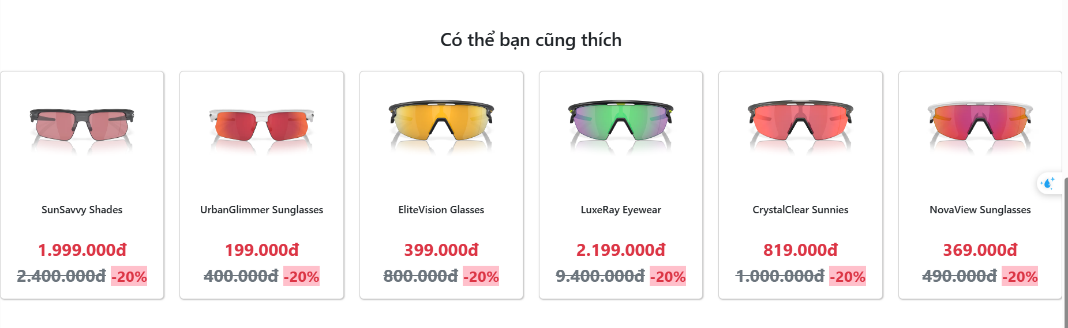 Có thể bạn cũng thích
SunSavvy Shades
1.999.000đ
2.400.000đ -20%
UrbanGlimmer Sunglasses
199.000đ
400.000đ -20%
EliteVision Glasses
399.000đ
800.000đ -20%
LuxeRay Eyewear
2.199.000đ
9.400.000đ -20%
CrystalClear Sunnies
819.000đ
1.000.000đ -20%
NovaView Sunglasses
369.000đ
490.000đ -20%